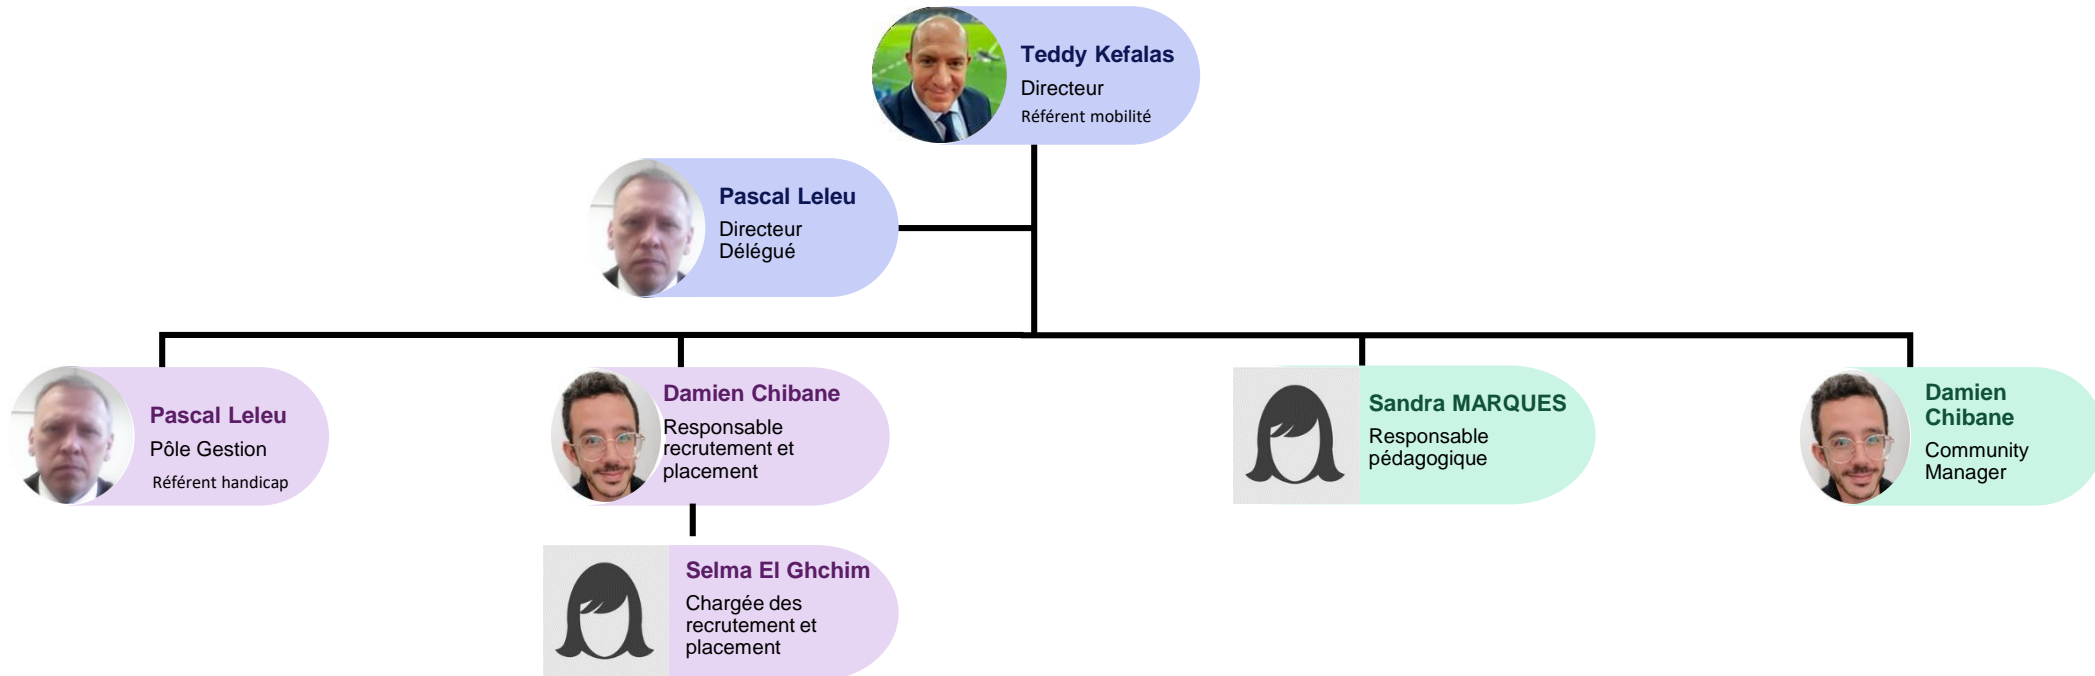 Teddy Kefalas
Directeur
Référent mobilité
Pascal Leleu
Directeur
Délégué
Pascal Leleu
Pôle Gestion
Référent handicap
Damien Chibane
Responsable
recrutement et
placement
Sandra MARQUES
Responsable
pédagogique
Damien
Chibane
Community
Manager
Selma El Ghchim
Chargée des
recrutement et
placement